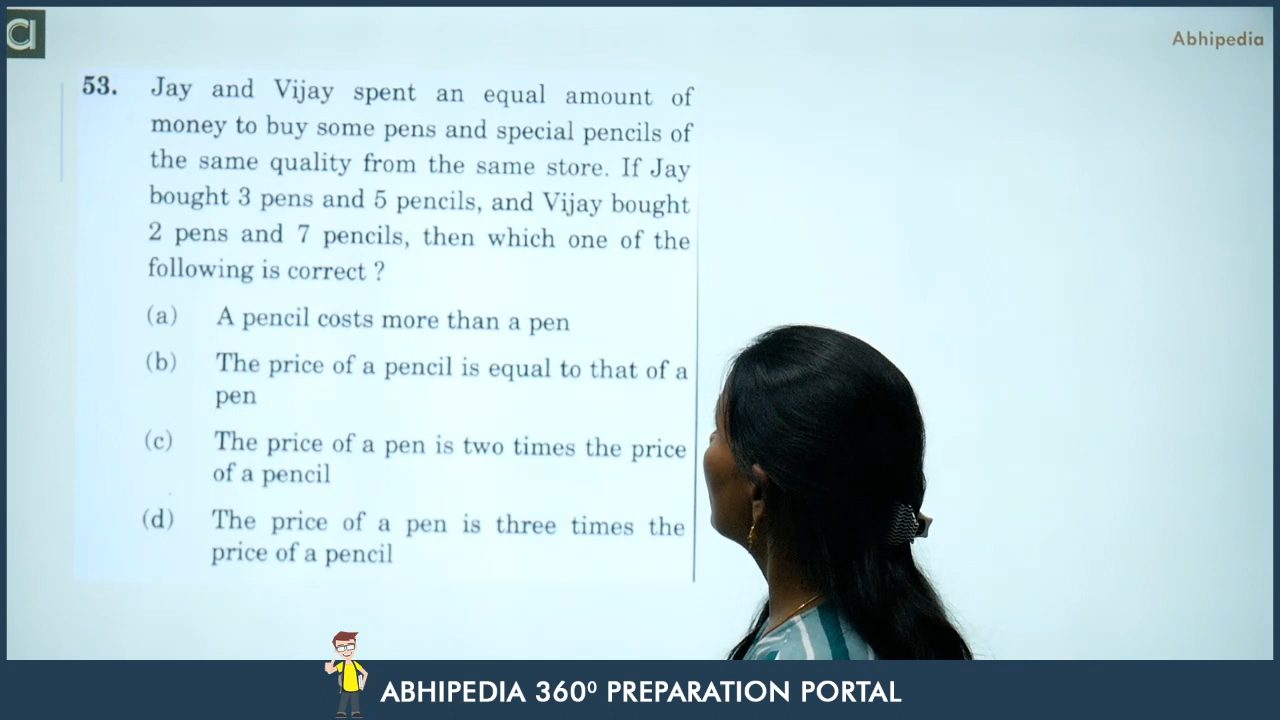 a
Abhipedia
53. Jay and Vijay spent an equal amount of
money to buy some pens and special pencils of
the same quality from the same store. If Jay
bought 3 pens and 5 pencils, and Vijay bought
2 pens and 7 pencils, then which one of the
following is correct ?
(a) A pencil costs more than a pen
(b) The price of a pencil is equal to that of a
pen
(c) The price of a pen is two times the price
of a pencil
(d) The price of a pen is three times the
price of a pencil
ABHIPEDIA 360⁰ PREPARATION PORTAL